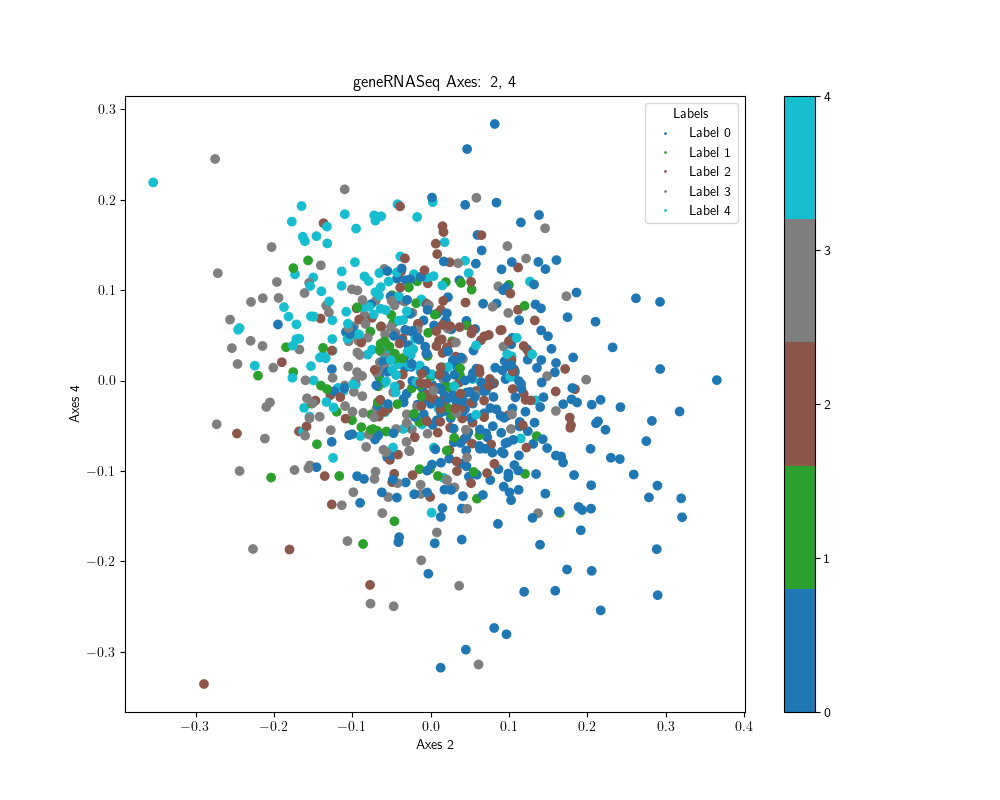 geneRNASeq Axes: 2, 4
Labels
Label 0
Label 1
Label 2
Label 3
Label 4
0.3
0.2
0.1
0.0
−0.1
−0.2
−0.3
Axes 4
−0.3
−0.2
−0.1
0.0
0.1
0.2
0.3
0.4
Axes 2
4
3
2
1
0